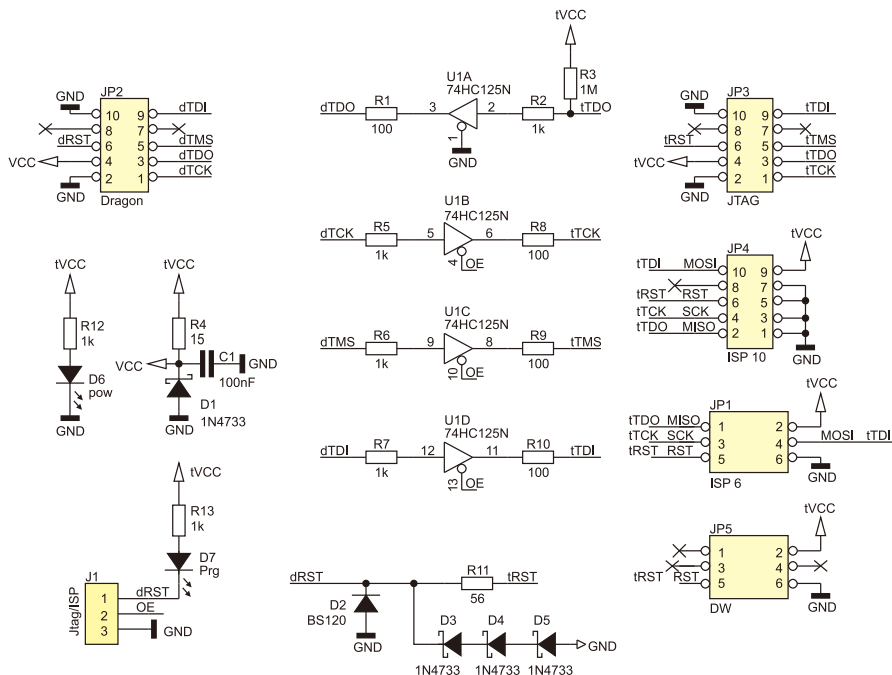 JP2
GND
10 9 dTDI
8 7
dRST 6 5 dTMS
VCC 4 3 dTDO
GND 2 1 dTCK
Dragon
tVCC
R3
1M
U1A
74HC125N
dTDO R1 3 2 R2 tTDO
100 1 1k
GND
JP3
GND
10 9 tTDI
8 7
tRST 6 5 tTMS
tVCC 4 3 tTDO
GND 2 1 tTCK
JTAG
U1B
74HC125N
dTCK R5 5 6 R8 tTCK
1k 4 OE 100
U1C
74HC125N
dTMS R6 9 8 R9 tTMS
1k 10 OE 100
U1D
74HC125N
dTDI R7 12 11 R10 tTDI
1k 13 OE 100
JP4
tVCC
tTDI MOSI 10 9
8 7
tRST RST 6 5
tTCK SCK 4 3
tTDO MISO 2 1
ISP 10
GND
tVCC
R12
1k
D6
pow
GND
tVCC
R4
15
VCC
C1
GND
100nF
D1
1N4733
GND
JP1
tVCC
tTDO MISO 1 2
tTCK SCK 3 4 MOSI tTDI
tRST RST 5 6
GND
ISP 6
tVCC
R13
1k
D7
Prg
J1
Jtag/ISP
1 dRST
2 OE
3 GND
dRST R11 tRST
56
D2
BS120
GND
D3 D4 D5
GND
1N4733 1N4733 1N4733
JP5
tVCC
1 2
3 4
tRST RST 5 6
GND
DW